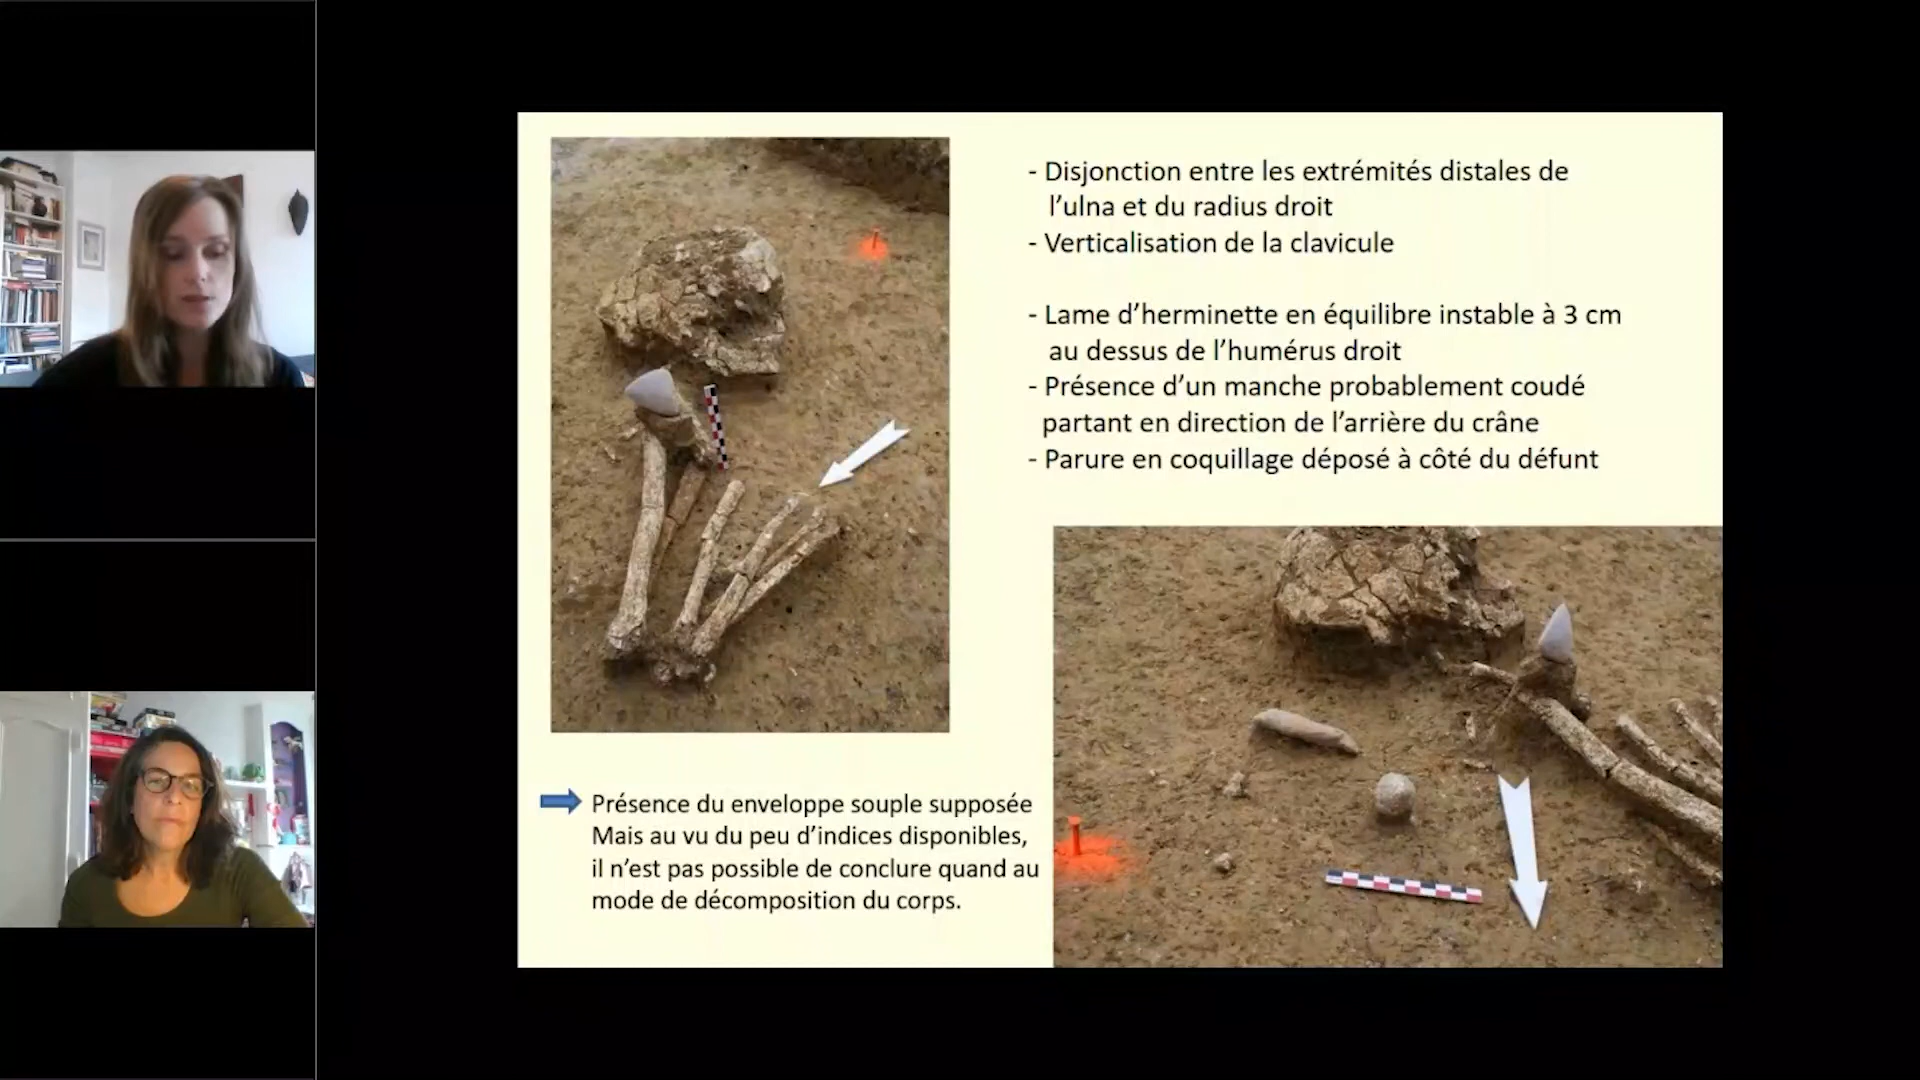 - Disjonction entre les extrémités distales de
l'ulna et du radius droit
- Verticalisation de la clavicule
- Lame d'herminette en équilibre instable à 3 cm
au dessus de l'humérus droit
- Présence d'un manche probablement coudé
partant en direction de l'arrière du crâne
- Parure en coquillage déposé à côté du défunt
Présence du enveloppe souple supposée
Mais au vu du peu d'indices disponibles,
il n'est pas possible de conclure quand au
mode de décomposition du corps.